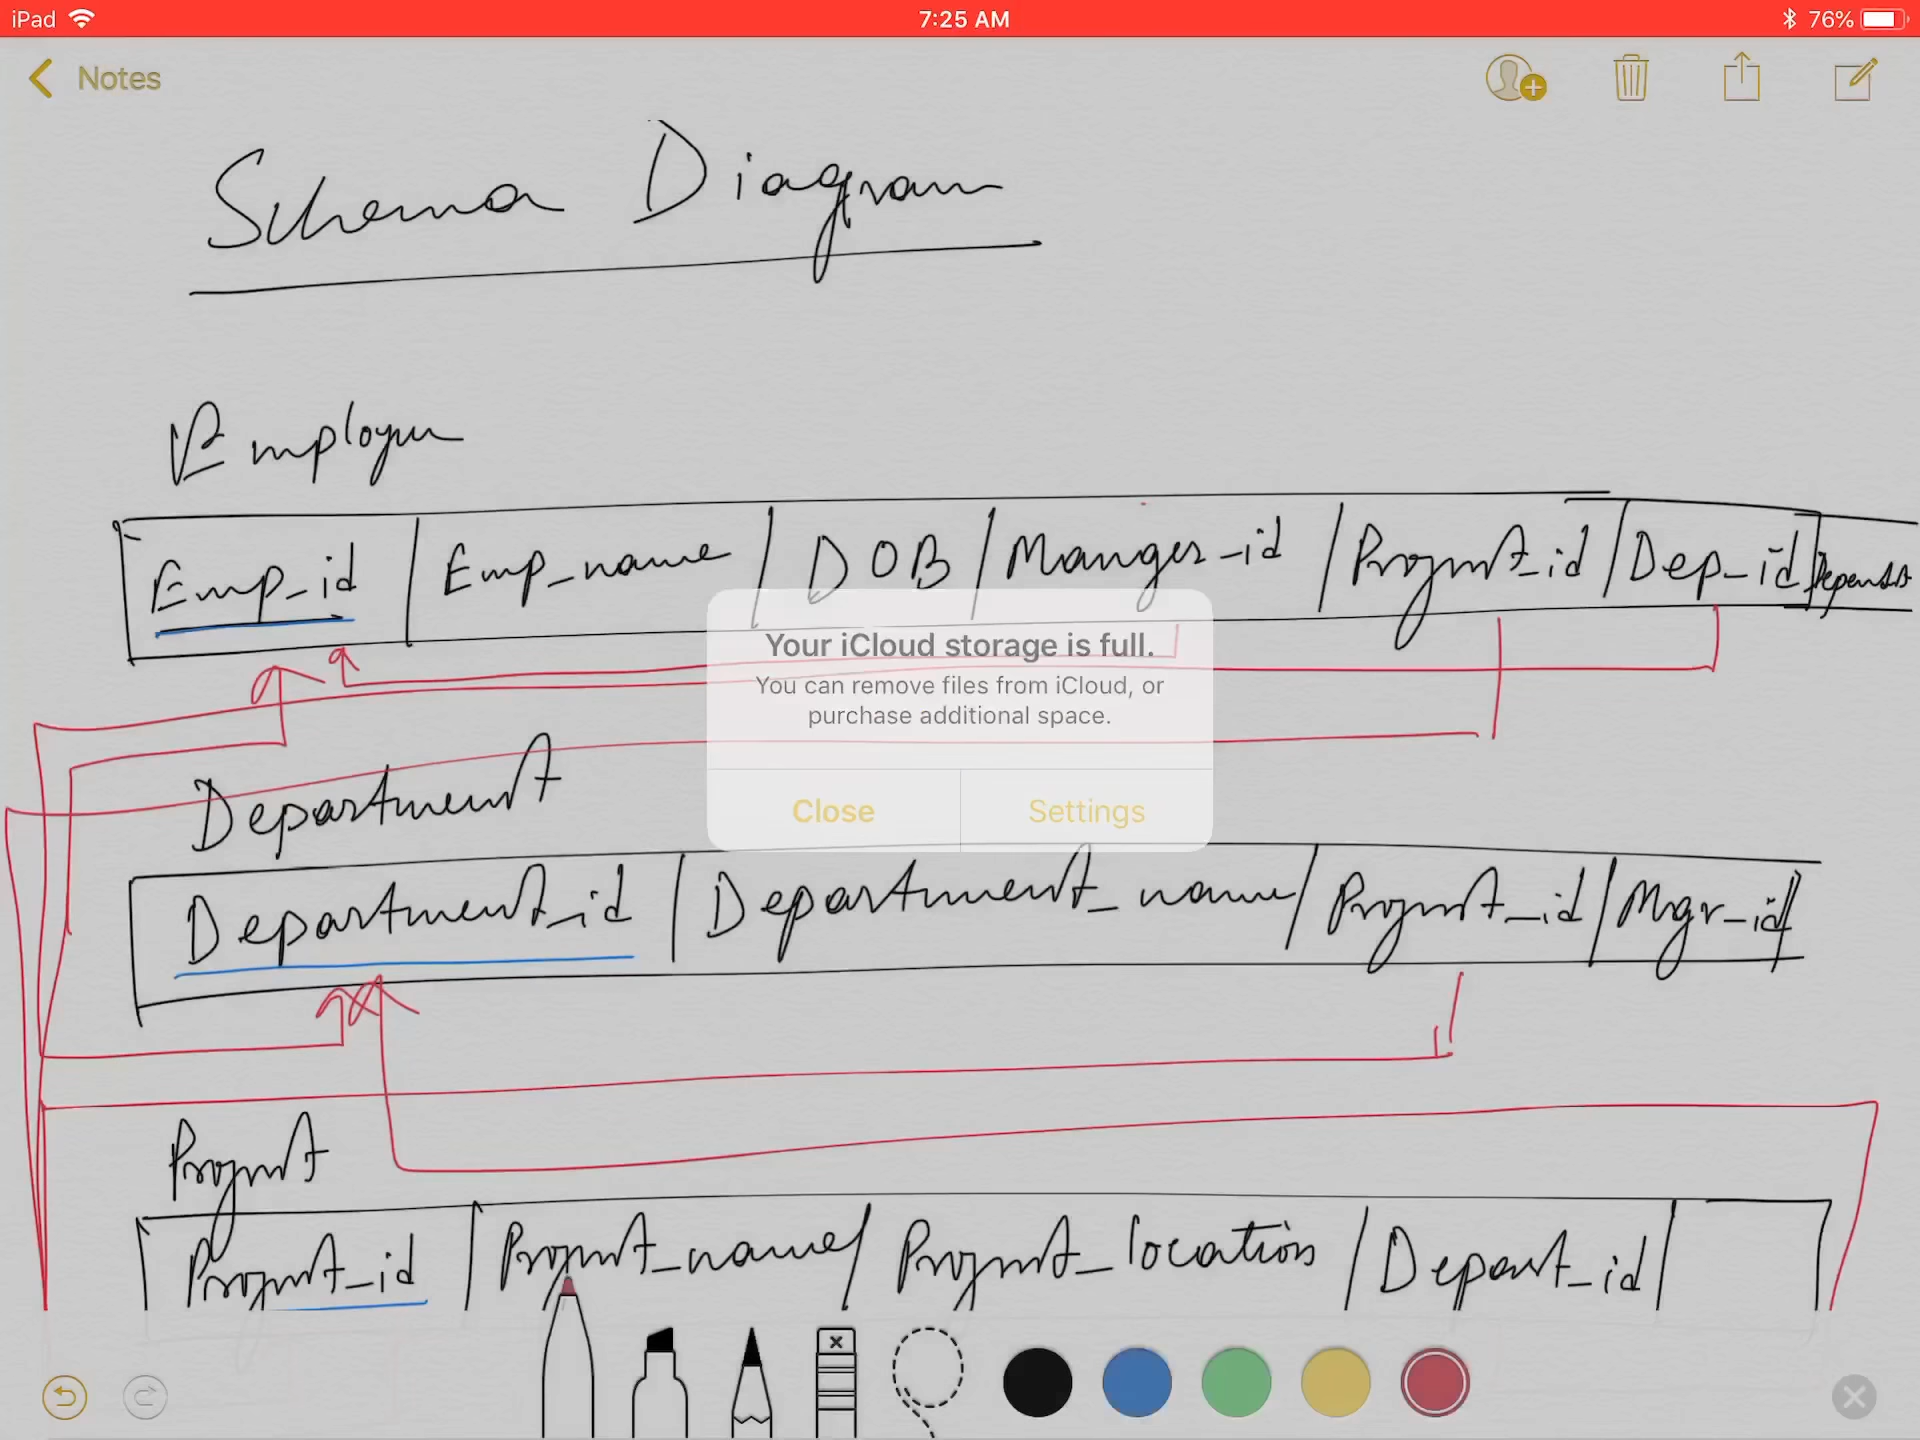 iPad 7:25 AM 76%
Notes
Schema Diagram
Employee
Emp_id Emp_name DOB Manger_id Project_id Dep_id
Your iCloud storage is full.
You can remove files from iCloud, or
purchase additional space.
Close Settings
Department
Department_id Department_name Project_id Mgr_id
Project
Project_id Project_name Project_location Depart_id